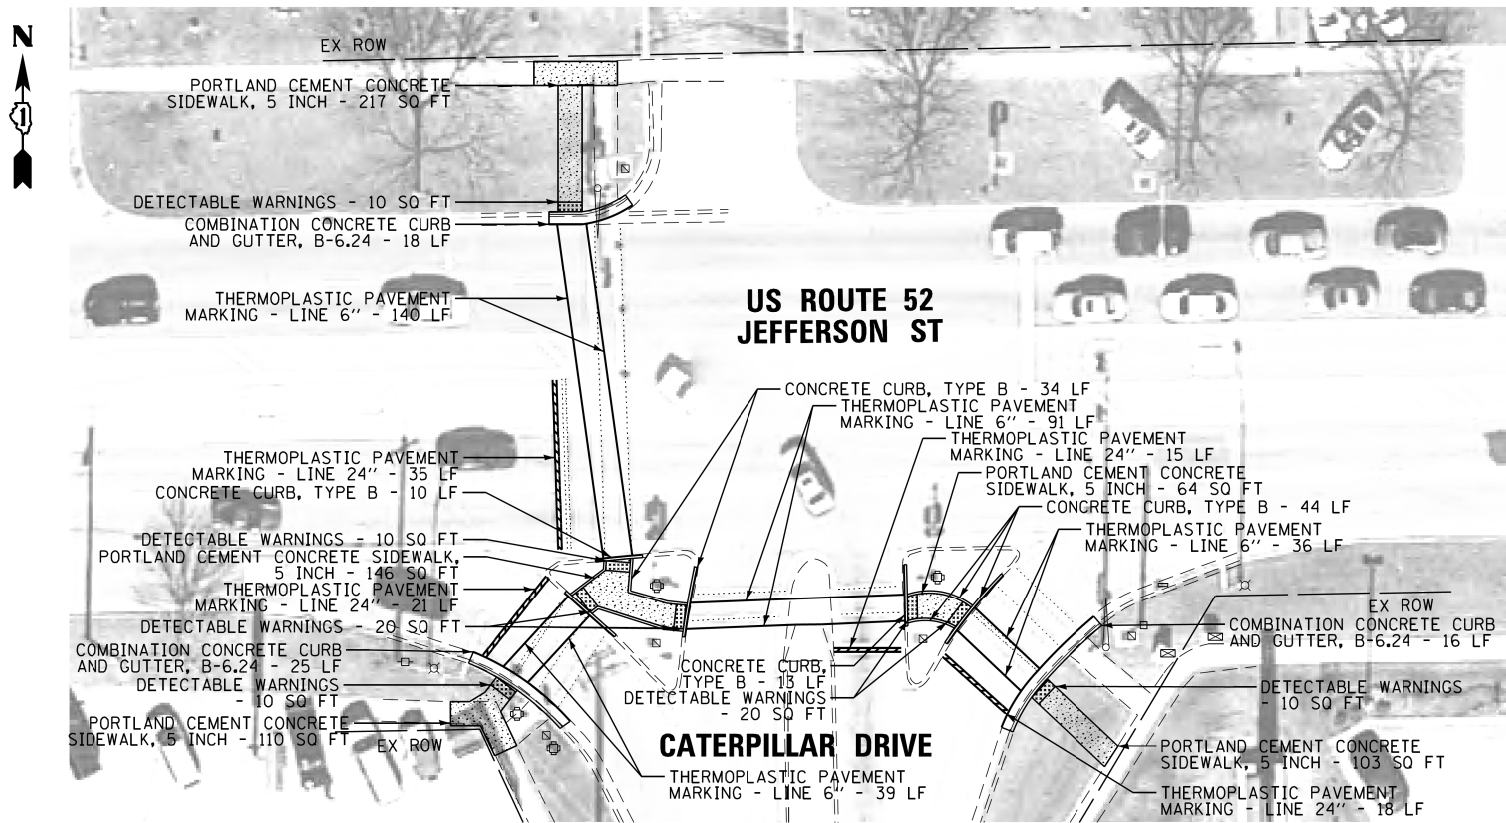 N
1
EX ROW
PORTLAND CEMENT CONCRETE
SIDEWALK, 5 INCH - 217 SQ FT
DETECTABLE WARNINGS - 10 SQ FT
COMBINATION CONCRETE CURB
AND GUTTER, B-6.24 - 18 LF
THERMOPLASTIC PAVEMENT
MARKING - LINE 6" - 140 LF
US ROUTE 52
JEFFERSON ST
CONCRETE CURB, TYPE B - 34 LF
THERMOPLASTIC PAVEMENT
MARKING - LINE 6" - 91 LF
THERMOPLASTIC PAVEMENT
MARKING - LINE 24" - 15 LF
PORTLAND CEMENT CONCRETE
SIDEWALK, 5 INCH - 64 SQ FT
CONCRETE CURB, TYPE B - 44 LF
THERMOPLASTIC PAVEMENT
MARKING - LINE 6" - 36 LF
THERMOPLASTIC PAVEMENT
MARKING - LINE 24" - 35 LF
CONCRETE CURB, TYPE B - 10 LF
DETECTABLE WARNINGS - 10 SQ FT
PORTLAND CEMENT CONCRETE SIDEWALK,
5 INCH - 146 SQ FT
THERMOPLASTIC PAVEMENT
MARKING - LINE 24" - 21 LF
DETECTABLE WARNINGS - 20 SQ FT
COMBINATION CONCRETE CURB
AND GUTTER, B-6.24 - 25 LF
DETECTABLE WARNINGS
- 10 SQ FT
PORTLAND CEMENT CONCRETE
SIDEWALK, 5 INCH - 110 SQ FT
EX ROW
CONCRETE CURB,
TYPE B - 13 LF
DETECTABLE WARNINGS
- 20 SQ FT
CATERPILLAR DRIVE
THERMOPLASTIC PAVEMENT
MARKING - LINE 6" - 39 LF
EX ROW
COMBINATION CONCRETE CURB
AND GUTTER, B-6.24 - 16 LF
DETECTABLE WARNINGS
- 10 SQ FT
PORTLAND CEMENT CONCRETE
SIDEWALK, 5 INCH - 103 SQ FT
THERMOPLASTIC PAVEMENT
MARKING - LINE 24" - 18 LF